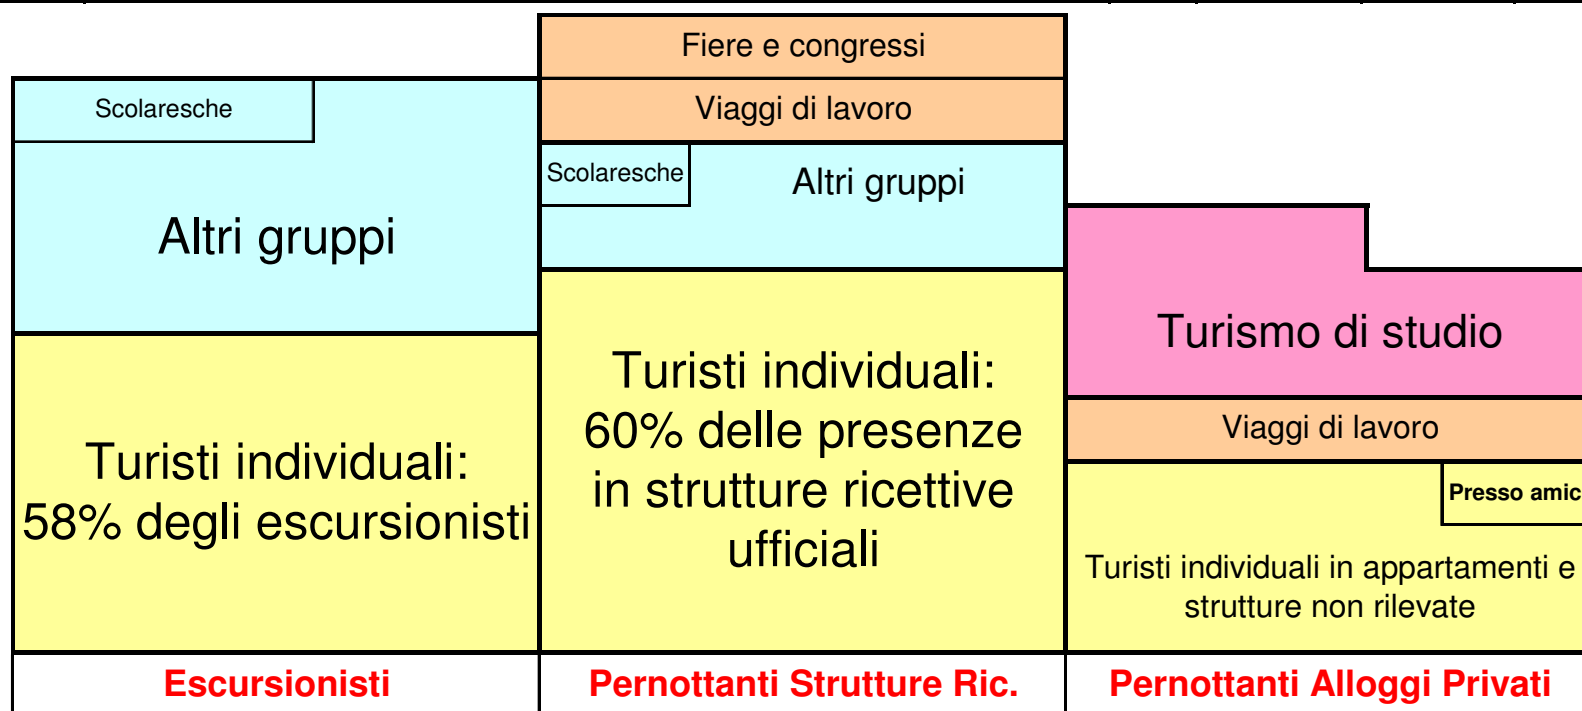 Fiere e congressi
Scolaresche
Viaggi di lavoro
Scolaresche
Altri gruppi
Altri gruppi
Turismo di studio
Turisti individuali:
60% delle presenze
in strutture ricettive
ufficiali
Viaggi di lavoro
Turisti individuali:
58% degli escursionisti
Presso amic
Turisti individuali in appartamenti e
strutture non rilevate
Escursionisti
Pernottanti Strutture Ric.
Pernottanti Alloggi Privati